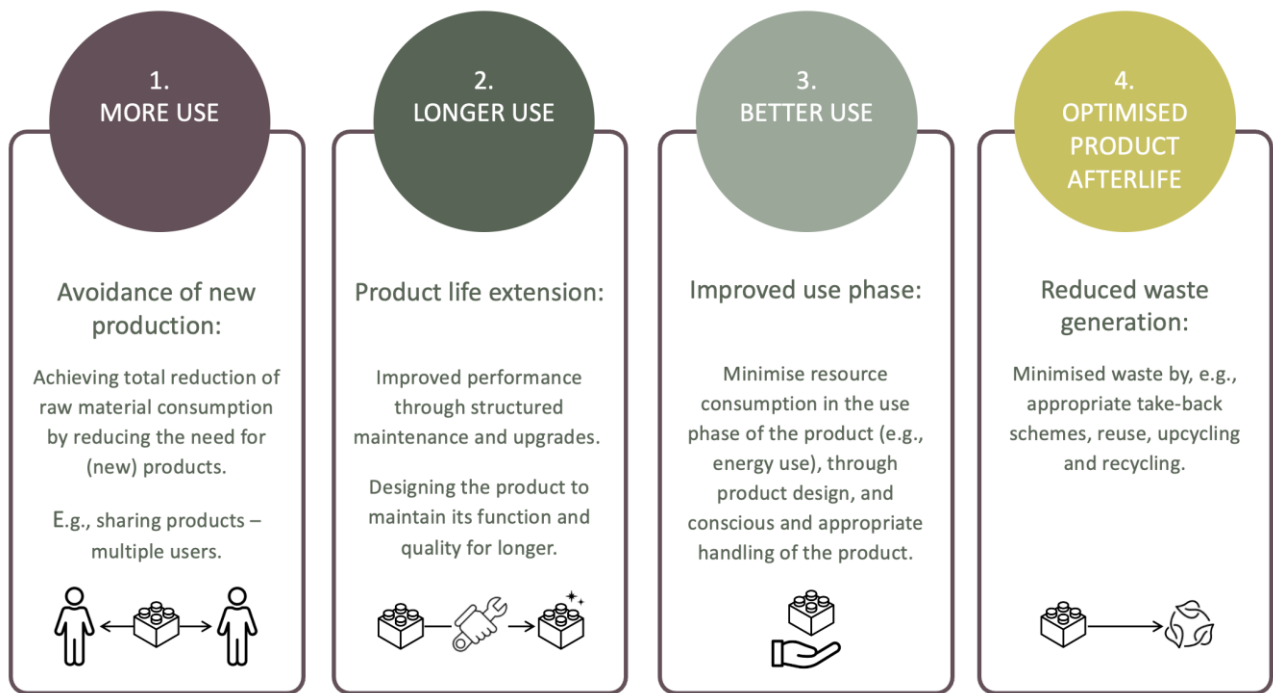 1.
MORE USE
Avoidance of new
production:
Achieving total reduction of
raw material consumption
by reducing the need for
(new) products.
E.g., sharing products –
multiple users.
2.
LONGER USE
Product life extension:
Improved performance
through structured
maintenance and upgrades.
Designing the product to
maintain its function and
quality for longer.
3.
BETTER USE
Improved use phase:
Minimise resource
consumption in the use
phase of the product (e.g.,
energy use), through
product design, and
conscious and appropriate
handling of the product.
4.
OPTIMISED
PRODUCT
AFTERLIFE
Reduced waste
generation:
Minimised waste by, e.g.,
appropriate take-back
schemes, reuse, upcycling
and recycling.